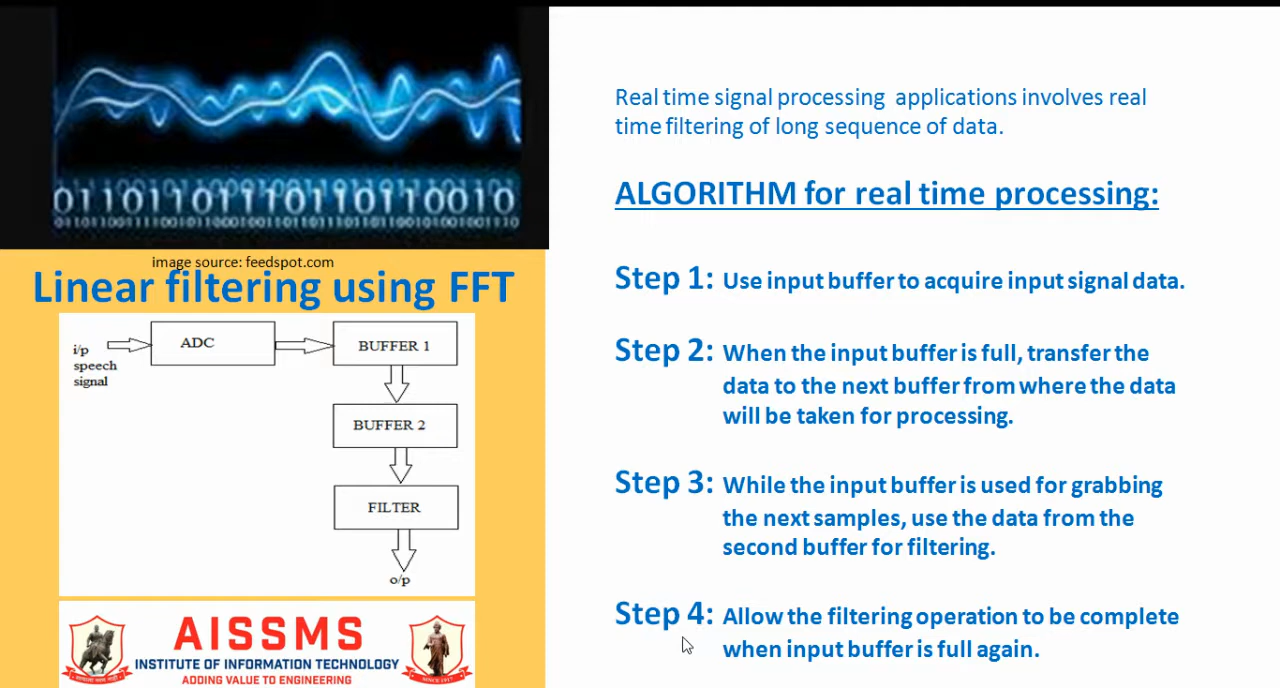 01101101110110110010
image source: feedspot.com
Linear filtering using FFT
i/p
speech
signal
ADC
BUFFER 1
BUFFER 2
FILTER
o/p
AISSMS
INSTITUTE OF INFORMATION TECHNOLOGY
ADDING VALUE TO ENGINEERING
SINCE 1917
Real time signal processing applications involves real
time filtering of long sequence of data.
ALGORITHM for real time processing:
Step 1: Use input buffer to acquire input signal data.
Step 2: When the input buffer is full, transfer the
data to the next buffer from where the data
will be taken for processing.
Step 3: While the input buffer is used for grabbing
the next samples, use the data from the
second buffer for filtering.
Step 4: Allow the filtering operation to be complete
when input buffer is full again.